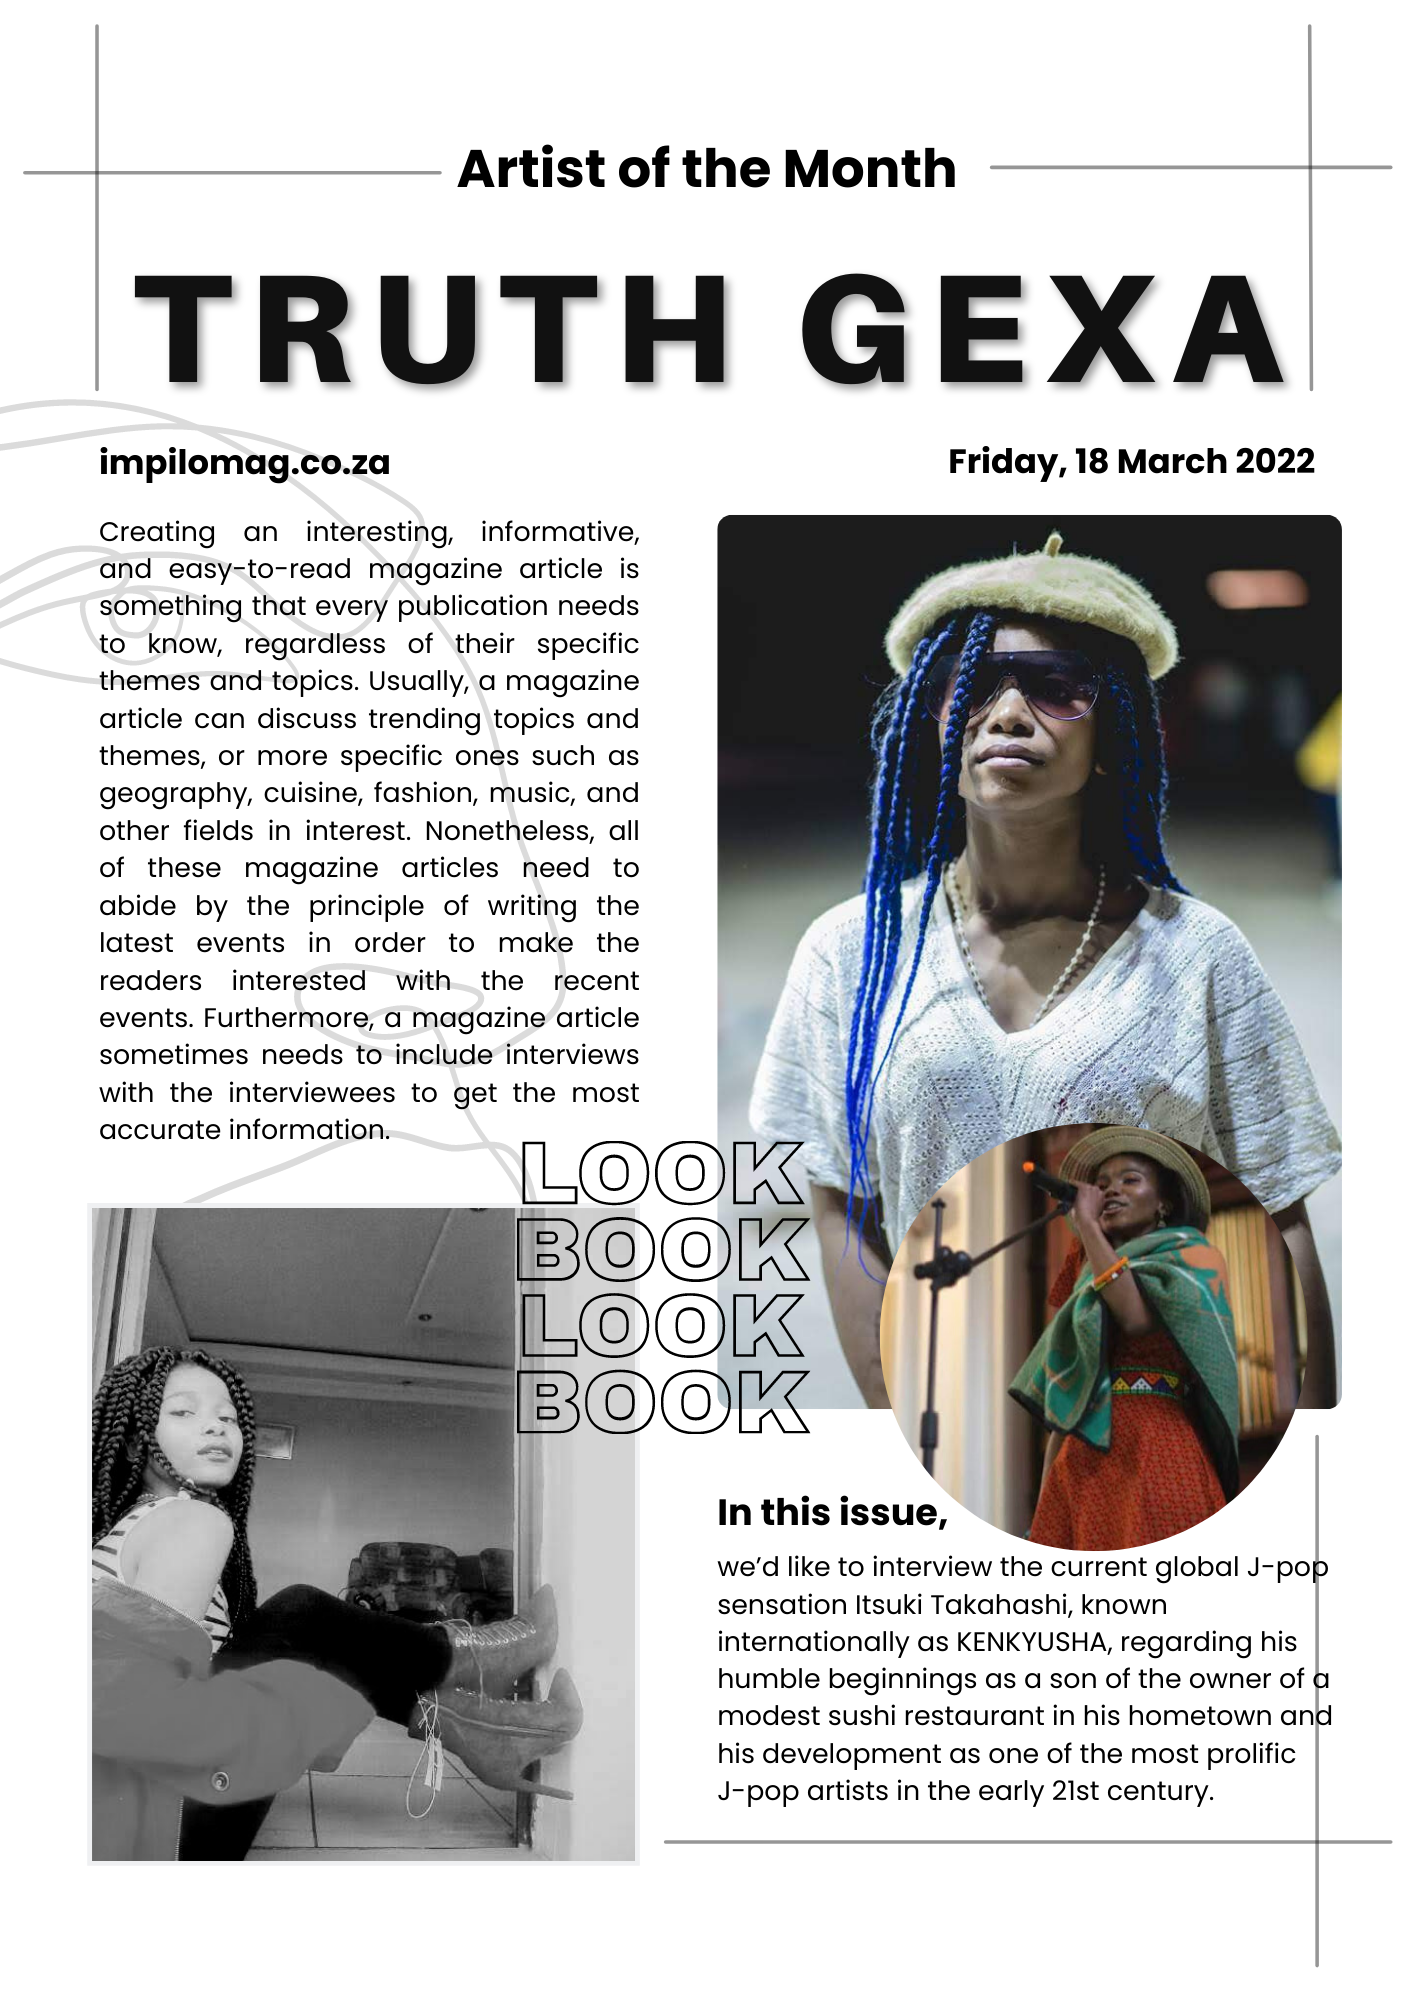 Artist of the Month
TRUTH GEXA
impilomag.co.za
Friday, 18 March 2022
Creating an interesting, informative,
and easy-to-read magazine article is
something that every publication needs
to know, regardless of their specific
themes and topics. Usually, a magazine
article can discuss trending topics and
themes, or more specific ones such as
geography, cuisine, fashion, music, and
other fields in interest. Nonetheless, all
of these magazine articles need to
abide by the principle of writing the
latest events in order to make the
readers interested with the recent
events. Furthermore, a magazine article
sometimes needs to include interviews
with the interviewees to get the most
accurate information.
LOOK
BOOK
LOOK
BOOK
In this issue,
we’d like to interview the current global J-pop
sensation Itsuki Takahashi, known
internationally as KENKYUSHA, regarding his
humble beginnings as a son of the owner of a
modest sushi restaurant in his hometown and
his development as one of the most prolific
J-pop artists in the early 21st century.